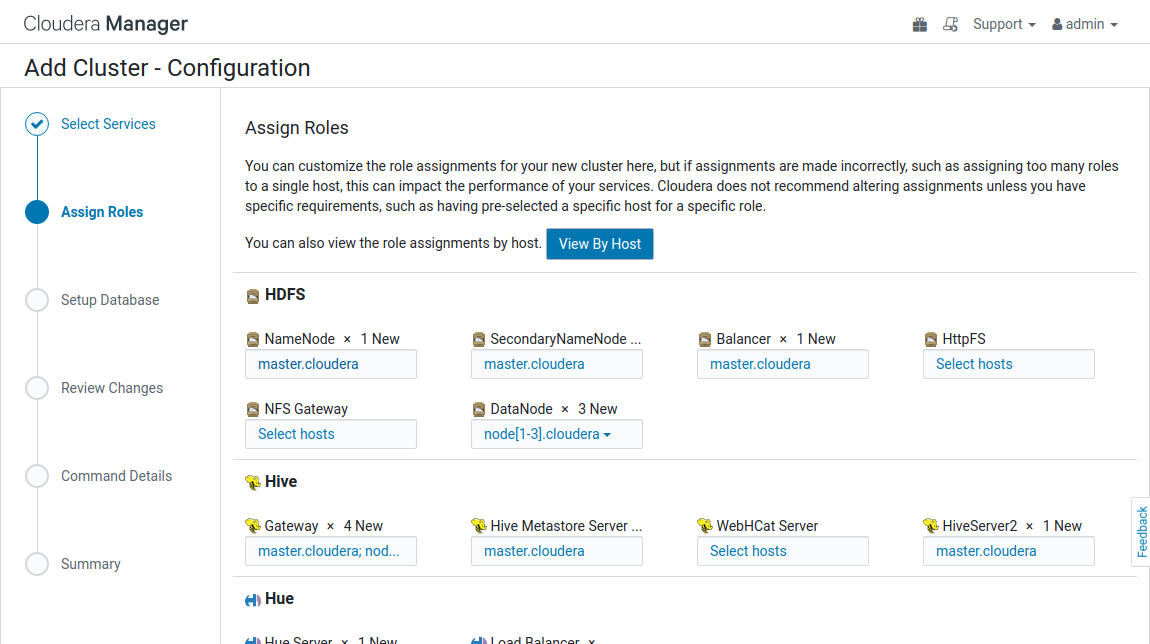 Cloudera Manager
Support
admin
Add Cluster - Configuration
Select Services
Assign Roles
Setup Database
Review Changes
Command Details
Summary
Assign Roles
You can customize the role assignments for your new cluster here, but if assignments are made incorrectly, such as assigning too many roles
to a single host, this can impact the performance of your services. Cloudera does not recommend altering assignments unless you have
specific requirements, such as having pre-selected a specific host for a specific role.
You can also view the role assignments by host. View By Host
HDFS
NameNode × 1 New
master.cloudera
SecondaryNameNode ...
master.cloudera
Balancer × 1 New
master.cloudera
HttpFS
Select hosts
NFS Gateway
Select hosts
DataNode × 3 New
node[1-3].cloudera
Hive
Gateway × 4 New
master.cloudera; nod...
Hive Metastore Server ...
master.cloudera
WebHCat Server
Select hosts
HiveServer2 × 1 New
master.cloudera
Hue
Hue Server × 1 New
Load Balancer ×
Feedback